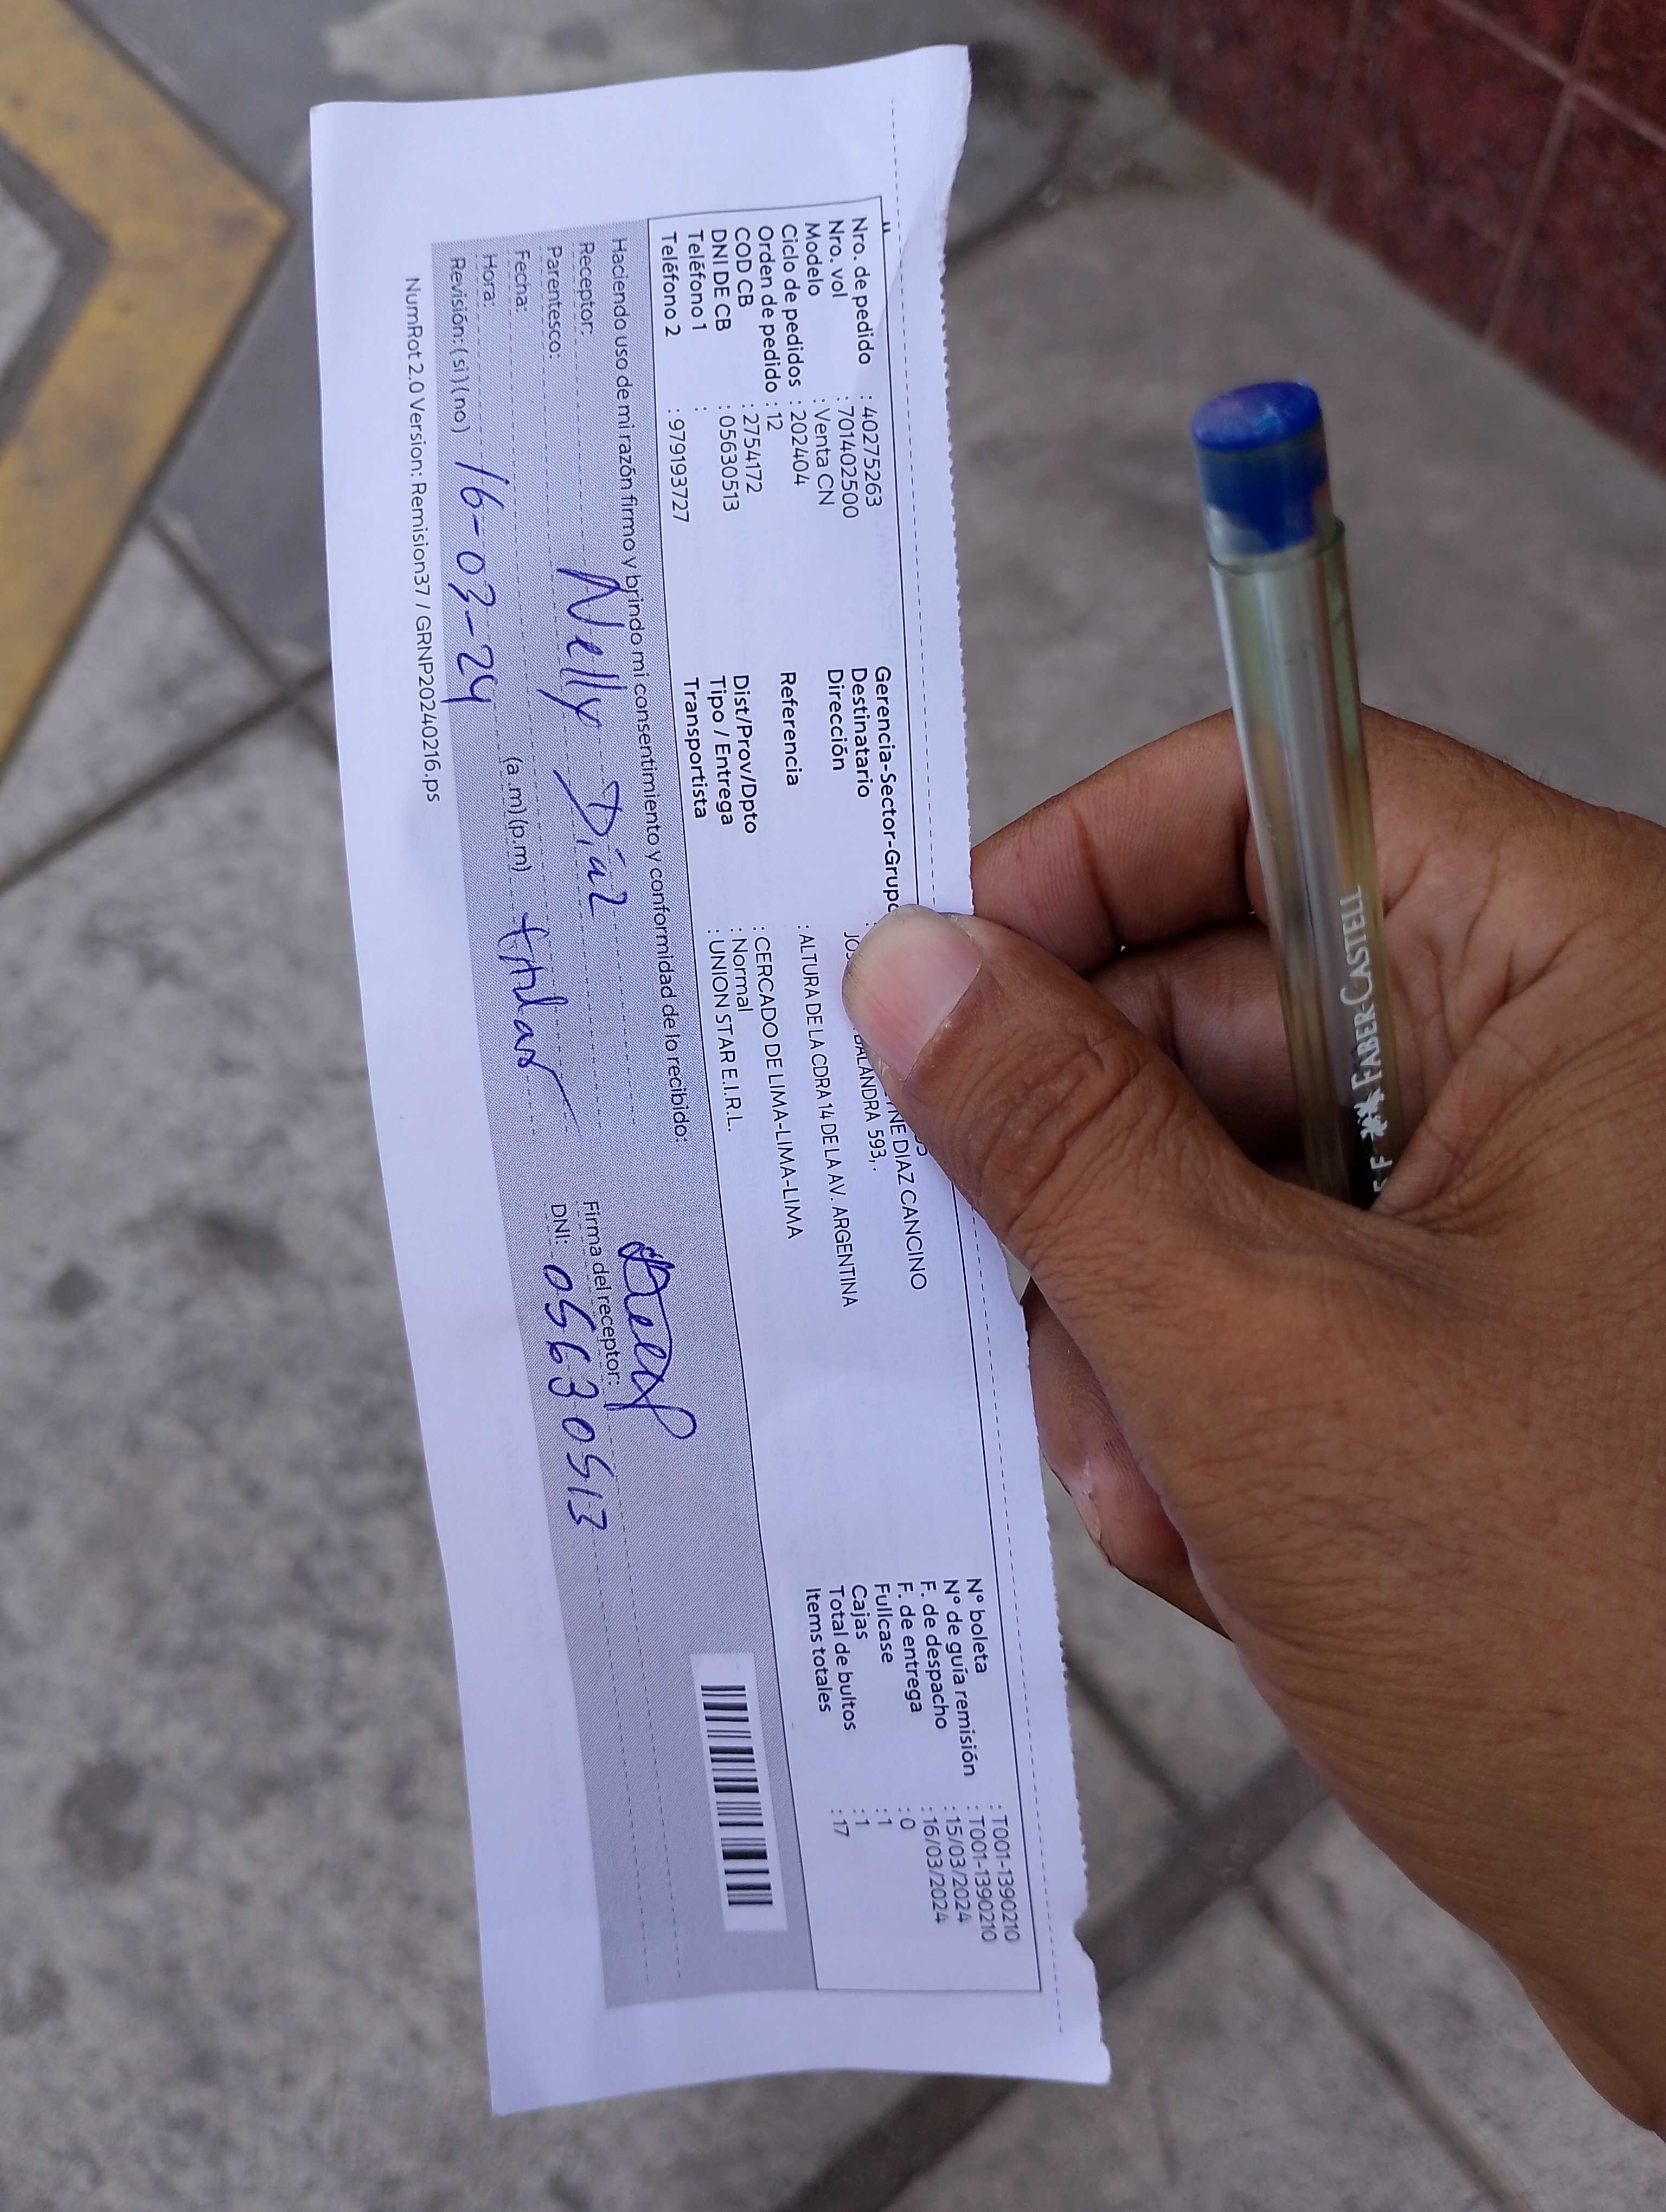 Nro. de pedido : 40275263
Nro. vol : 701402500
Modelo : Venta CN
Ciclo de pedidos : 202404
Orden de pedido : 12
COD CB : 2754172
DNI DE CB : 05630513
Teléfono 1 :
Teléfono 2 : 979193727
Gerencia-Sector-Grupo :
Destinatario NE DIAZ CANCINO
Dirección BALANDRA 593, .
Referencia : ALTURA DE LA CDRA 14 DE LA AV. ARGENTINA
Dist/Prov/Dpto : CERCADO DE LIMA-LIMA-LIMA
Tipo / Entrega : Normal
Transportista : UNION STAR E.I.R.L.
N° boleta : T001-1390210
N° de guía remisión : T001-1390210
F. de despacho : 15/03/2024
F. de entrega : 16/03/2024
Fullcase : 0
Cajas : 1
Total de bultos : 1
Items totales : 17
Haciendo uso de mi razón firmo y brindo mi consentimiento y conformidad de lo recibido:
Receptor: Nelly Díaz
Firma del receptor:
Parentesco: titular
DNI: 05630513
Fecha: 16-03-24
Hora: (a.m)(p.m)
Revisión: (si)(no)
NumRot 2.0 Version: Remision37 / GRNP20240216.ps
FABER-CASTELL